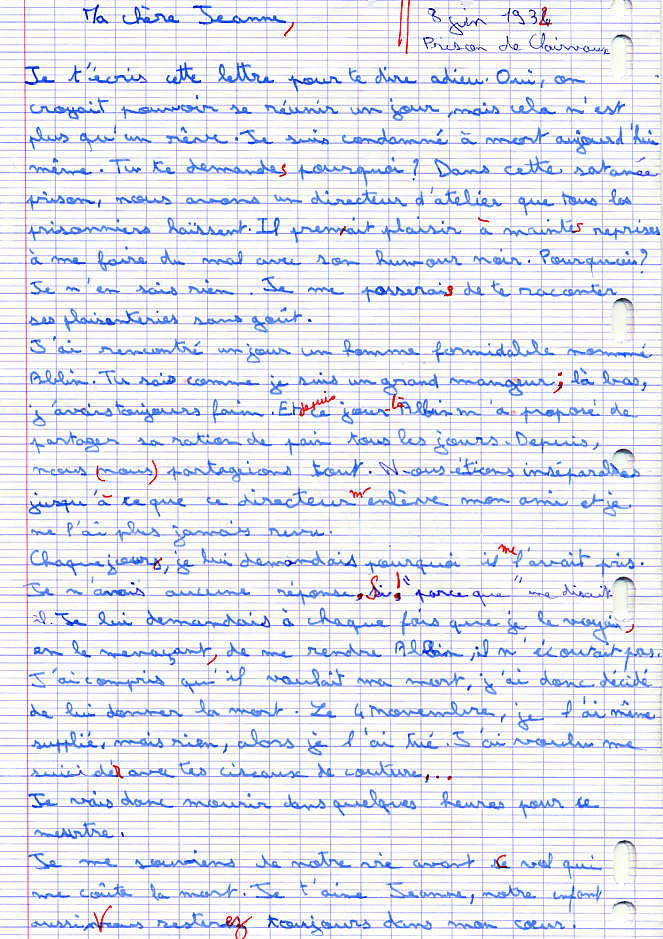 Ma chère Jeanne,
8 juin 1932
Prison de Clairvaux
Je t'écris cette lettre pour te dire adieu. Oui, on
croyait pouvoir se réunir un jour, mais cela n'est
plus qu'un rêve. Je suis condamné à mort aujourd'hui
même. Tu te demandes pourquoi ? Dans cette satanée
prison, nous avons un directeur d'atelier que tous les
prisonniers haïssent. Il prenait plaisir à maintes reprises
à me faire du mal avec son humour noir. Pourquoi ?
Je n'en sais rien. Je me passerais de te raconter
ses plaisanteries sans goût.
J'ai rencontré un jour un homme formidable nommé
Albin. Tu sais comme je suis un grand mangeur ; là bas,
j'avais toujours faim. Et depuis ce jour-là Albin m'a proposé de
partager sa ration de pain tous les jours. Depuis,
nous (nous) partagions tout. Nous étions inséparables
jusqu'à ce que ce directeur m'enlève mon ami et je
ne l'ai plus jamais revu.
Chaque jour, je lui demandais pourquoi il me l'avait pris.
Je n'avais aucune réponse, Si ! "parce que" me disait
il. Je lui demandais à chaque fois que je le voyais,
en le menaçant, de me rendre Albin, il n'écoutait pas.
J'ai compris qu'il voulait ma mort, j'ai donc décidé
de lui donner la mort. Le 4 novembre, je l'ai même
supplié, mais rien, alors je l'ai tué. J'ai voulu me
suicider avec tes ciseaux de couture,...
Je vais donc mourir dans quelques heures pour ce
meurtre.
Je me souviens de notre vie avant ce vol qui
me coûte la mort. Je t'aime Jeanne, notre enfant
aussi, Vous resterez toujours dans mon cœur.